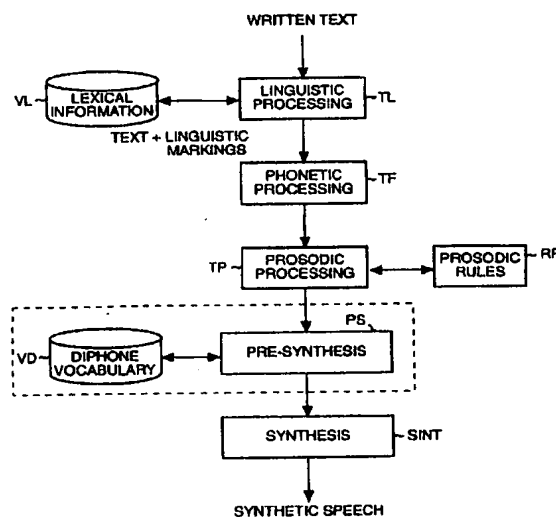 WRITTEN TEXT
VL
LEXICAL
INFORMATION
LINGUISTIC
PROCESSING
TL
TEXT + LINGUISTIC
MARKINGS
PHONETIC
PROCESSING
TF
TP
PROSODIC
PROCESSING
PROSODIC
RULES
RP
PS
VD
DIPHONE
VOCABULARY
PRE-SYNTHESIS
SYNTHESIS
SINT
SYNTHETIC SPEECH